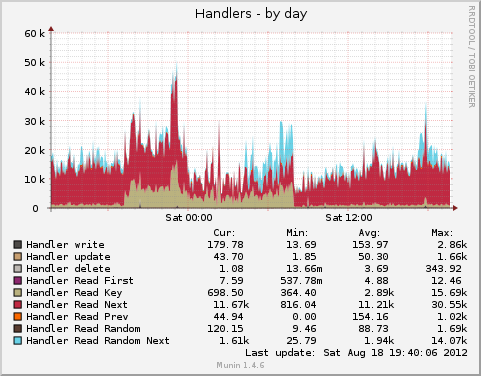 Handlers - by day
RRDTOOL / TOBI OETIKER
60 k
50 k
40 k
30 k
20 k
10 k
0
Sat 00:00 Sat 12:00
Cur: Min: Avg: Max:
Handler write 179.78 13.69 153.97 2.86k
Handler update 43.70 1.85 50.30 1.66k
Handler delete 1.08 13.66m 3.69 343.92
Handler Read First 7.59 537.78m 4.88 12.46
Handler Read Key 698.50 364.40 2.89k 15.69k
Handler Read Next 11.67k 816.04 11.21k 30.55k
Handler Read Prev 44.94 0.00 154.16 1.02k
Handler Read Random 120.15 9.46 88.73 1.69k
Handler Read Random Next 1.61k 25.79 1.94k 14.07k
Last update: Sat Aug 18 19:40:06 2012
Munin 1.4.6